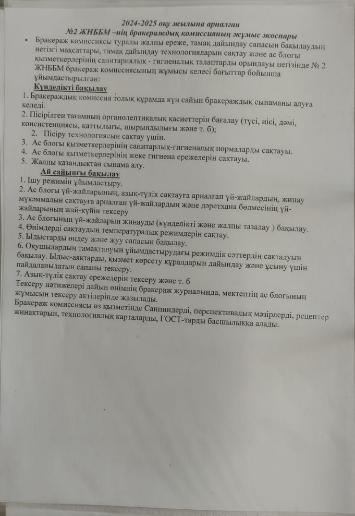 2024-2025 оқу жылына арналған
№2 ЖНББМ –нің бракераждық комиссияның жұмыс жоспары
• Бракераж комиссиясы туралы жалпы ереже, тамақ дайындау сапасын бақылаудың
негізгі мақсаттары, тамақ дайындау технологиларын сақтау және ас блогы
қызметкерлерінің санитарлық - гигиеналық талаптарды орындауы негізінде № 2
ЖНББМ бракераж комиссиясының жұмысы келесі бағыттар бойынша
ұйымдастырылған:
Күнделікті бақылау
1. Бракераждық комиссия толық құрамда күн сайын бракераждық сынаманы алуға
келеді.
2. Пісірілген тағамның органолептикалық қасиеттерін бағалау (түсі, иісі, дәмі,
консистенциясы, қаттылығы, шырындылығы және т. б);
2. Пісіру технологиясын сақтау үшін.
3. Ас блогы қызметкерлерінің санитарлық-гигиеналық нормаларды сақтауы.
4. Ас блогы қызметкерлерінің жеке гигиена ережелерін сақтауы.
5. Жалпы қазандықтан сынама алу.
Ай сайынғы бақылау
1. Ішу режимін ұйымдастыру.
2. Ас блогы үй-жайларының, азық-түлік сақтауға арналған үй-жайлардың, жинау
мүкаммалын сақтауға арналған үй-жайлардың және дәретхана бөлмесінің үй-
жайларының жай-күйін тексеру
3. Ас блогының үй-жайларын жинауды (күнделікті және жалпы тазалау ) бақылау.
4. Өнімдерді сақтаудың температуралық режимдерін сақтау.
5. Ыдыстарды өңдеу және жуу сапасын бақылау.
6. Оқушылардың тамақтануын ұйымдастырудағы режимдік сәттердің сақталуын
бақылау. Ыдыс-аяқтарды, қызмет көрсету құралдарын дайындау және ұсыну үшін
пайдаланылатын сапаны тексеру.
7. Азық-түлік сақтау ережелерін тексеру және т. б
Тексеру нәтижелері дайын өнімнің бракераж журналында, мектептің ас блогының
жұмысын тексеру актілерінде жазылады.
Бракераж комиссиясы өз қызметінде Санпиндерді, перспективалық мәзірлерді, рецептер
жинақтарын, технологиялық карталарды, ГОСТ-тарды басшылыққа алады.